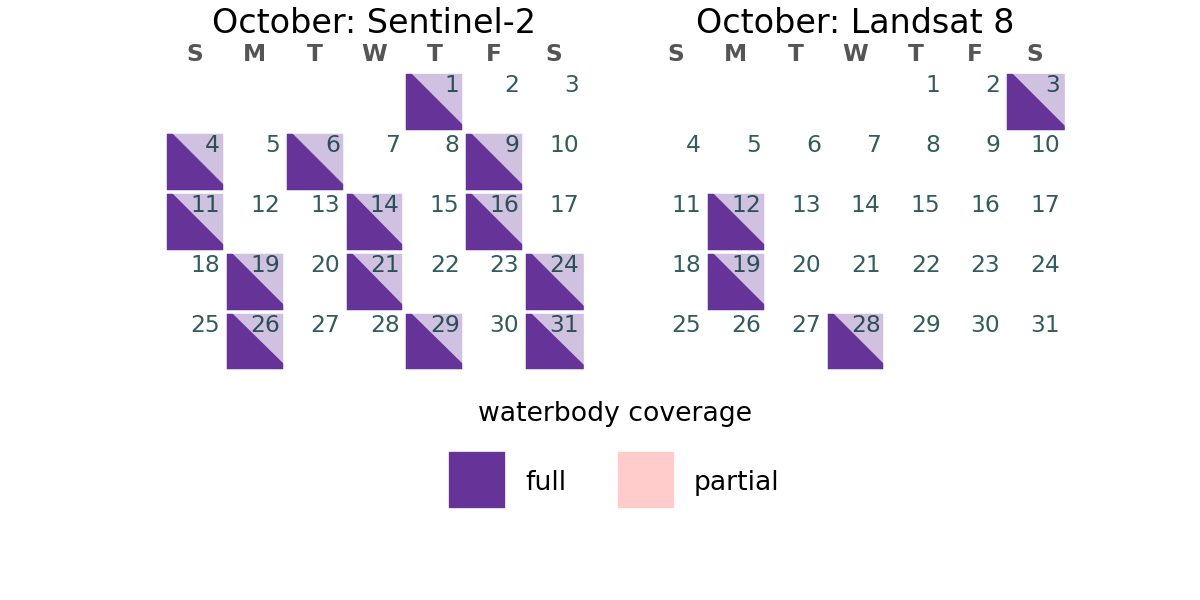 October: Sentinel-2
S M T W T F S
1 2 3
4 5 6 7 8 9 10
11 12 13 14 15 16 17
18 19 20 21 22 23 24
25 26 27 28 29 30 31
October: Landsat 8
S M T W T F S
1 2 3
4 5 6 7 8 9 10
11 12 13 14 15 16 17
18 19 20 21 22 23 24
25 26 27 28 29 30 31
waterbody coverage
full partial